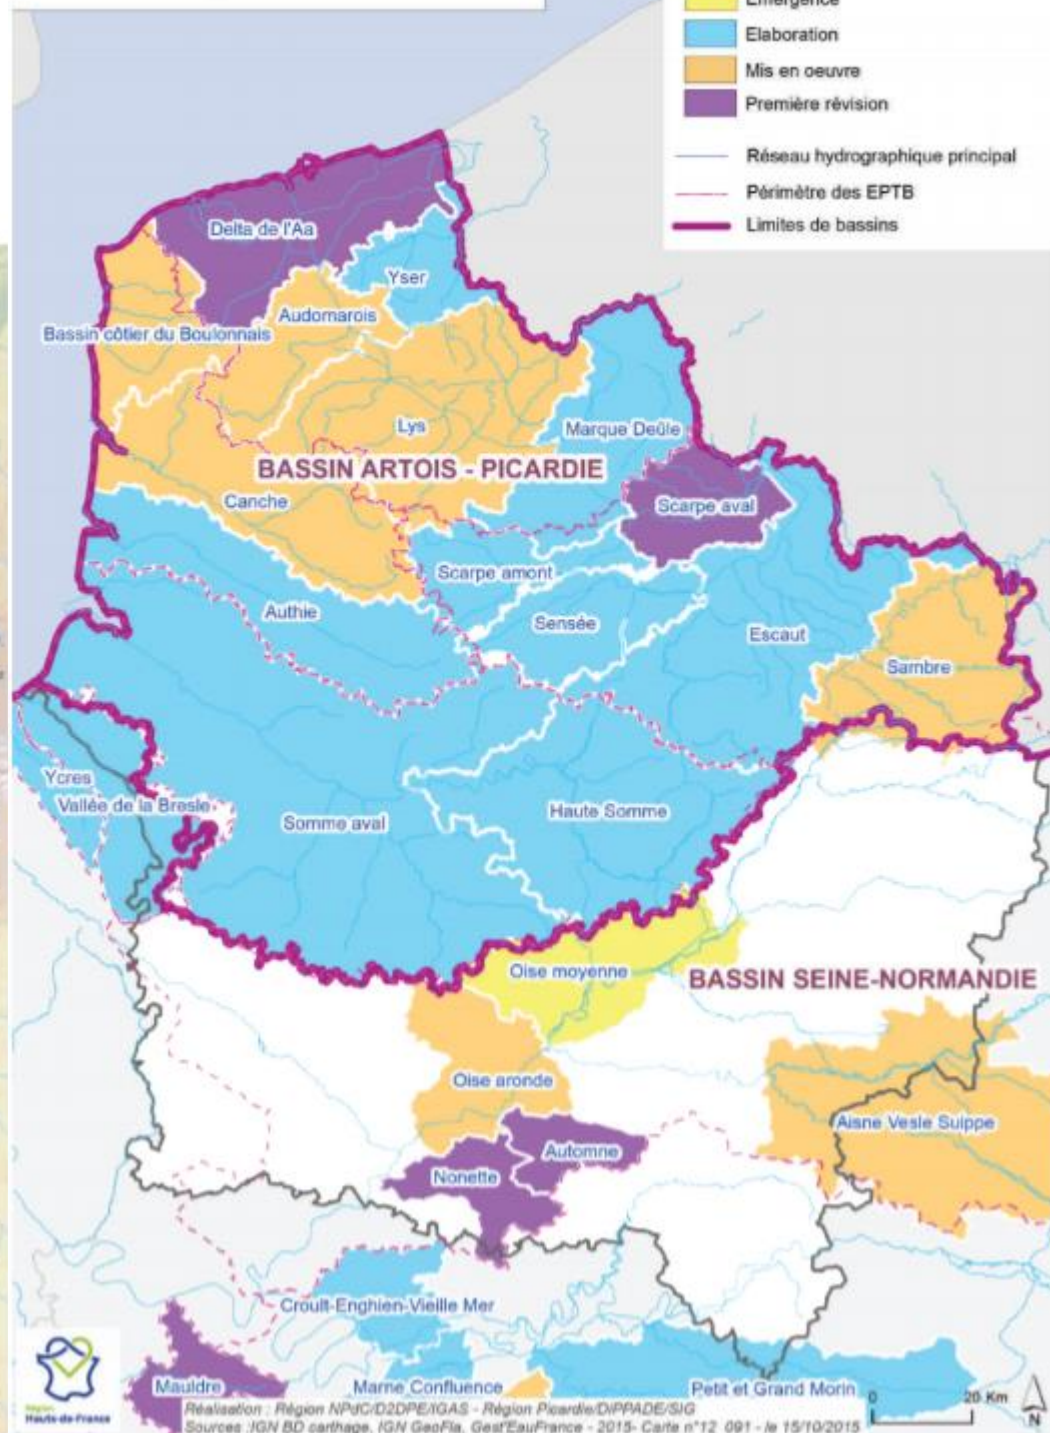 Emergence
Elaboration
Mis en oeuvre
Première révision
Réseau hydrographique principal
Périmètre des EPTB
Limites de bassins
Delta de l'Aa
Yser
Audomarois
Bassin côtier du Boulonnais
Lys
Marque Deûle
BASSIN ARTOIS - PICARDIE
Canche
Scarpe aval
Scarpe amont
Authie
Sensée
Escaut
Sambre
Ycres
Vallée de la Bresle
Somme aval
Haute Somme
Oise moyenne
BASSIN SEINE-NORMANDIE
Oise aronde
Aisne Vesle Suippe
Automne
Nonette
Croult-Enghien-Vieille Mer
Mauldre
Marne Confluence
Petit et Grand Morin
0 20 Km
N
Région
Hauts-de-France
Réalisation : Région NPdC/D2DPE/IGAS - Région Picardie/DIPPADE/SIG
Sources :IGN BD carthage, IGN GeoFla, Gest'EauFrance - 2015- Carte n°12_091 - le 15/10/2015